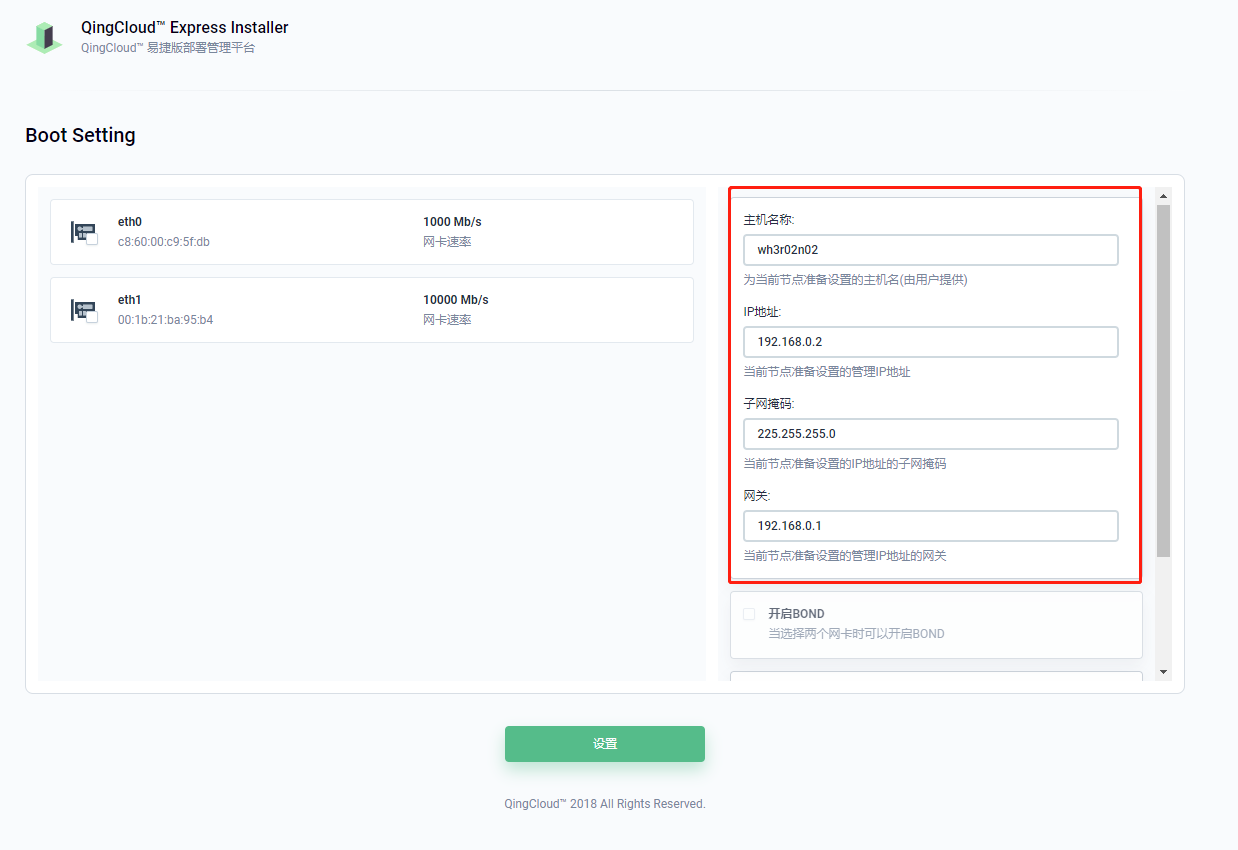 QingCloud™ Express Installer
QingCloud™ 易捷版部署管理平台
Boot Setting
eth0
c8:60:00:c9:5f:db
1000 Mb/s
网卡速率
eth1
00:1b:21:ba:95:b4
10000 Mb/s
网卡速率
主机名称:
wh3r02n02
为当前节点准备设置的主机名(由用户提供)
IP地址:
192.168.0.2
当前节点准备设置的管理IP地址
子网掩码:
225.255.255.0
当前节点准备设置的IP地址的子网掩码
网关:
192.168.0.1
当前节点准备设置的管理IP地址的网关
开启BOND
当选择两个网卡时可以开启BOND
设置
QingCloud™ 2018 All Rights Reserved.